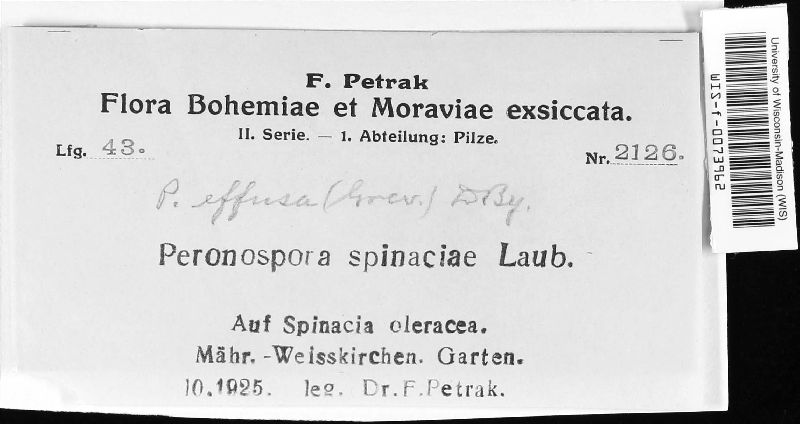 F. Petrak
Flora Bohemiae et Moraviae exsiccata.
II. Serie. — 1. Abteilung: Pilze.
Lfg. 43.
Nr. 2126.
P. effusa (Grev.) DBy.
Peronospora spinaciae Laub.
Auf Spinacia oleracea.
Mähr.-Weisskirchen. Garten.
10.1925. leg. Dr. F. Petrak.
University of Wisconsin-Madison (WIS)
WIS-f-0073962